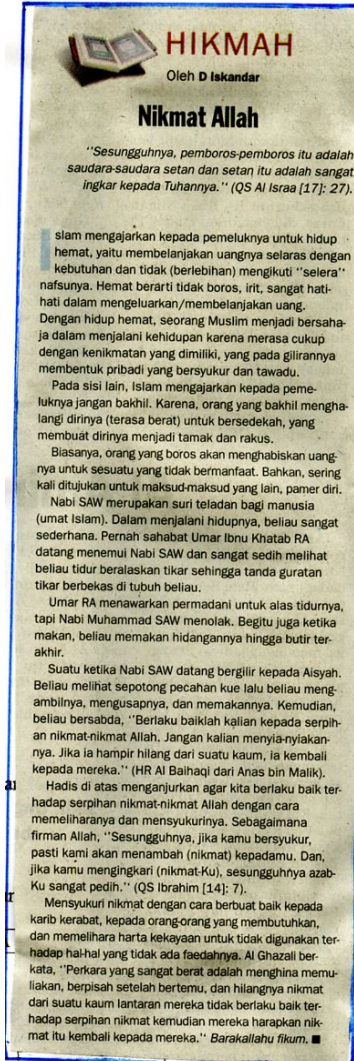 HIKMAH
Oleh D Iskandar
Nikmat Allah
"Sesungguhnya, pemboros-pemboros itu adalah
saudara-saudara setan dan setan itu adalah sangat
ingkar kepada Tuhannya." (QS Al Israa [17]: 27).
Islam mengajarkan kepada pemeluknya untuk hidup
hemat, yaitu membelanjakan uangnya selaras dengan
kebutuhan dan tidak (berlebihan) mengikuti "selera"
nafsunya. Hemat berarti tidak boros, irit, sangat hati-
hati dalam mengeluarkan/membelanjakan uang.
Dengan hidup hemat, seorang Muslim menjadi bersaha-
ja dalam menjalani kehidupan karena merasa cukup
dengan kenikmatan yang dimiliki, yang pada gilirannya
membentuk pribadi yang bersyukur dan tawadu.
Pada sisi lain, Islam mengajarkan kepada peme-
luknya jangan bakhil. Karena, orang yang bakhil mengha-
langi dirinya (terasa berat) untuk bersedekah, yang
membuat dirinya menjadi tamak dan rakus.
Biasanya, orang yang boros akan menghabiskan uang-
nya untuk sesuatu yang tidak bermanfaat. Bahkan, sering
kali ditujukan untuk maksud-maksud yang lain, pamer diri.
Nabi SAW merupakan suri teladan bagi manusia
(umat Islam). Dalam menjalani hidupnya, beliau sangat
sederhana. Pernah sahabat Umar Ibnu Khatab RA
datang menemui Nabi SAW dan sangat sedih melihat
beliau tidur beralaskan tikar sehingga tanda guratan
tikar berbekas di tubuh beliau.
Umar RA menawarkan permadani untuk alas tidurnya,
tapi Nabi Muhammad SAW menolak. Begitu juga ketika
makan, beliau memakan hidangannya hingga butir ter-
akhir.
Suatu ketika Nabi SAW datang bergilir kepada Aisyah.
Beliau melihat sepotong pecahan kue lalu beliau meng-
ambilnya, mengusapnya, dan memakannya. Kemudian,
beliau bersabda, "Berlaku baiklah kalian kepada serpih-
an nikmat-nikmat Allah. Jangan kalian menyia-nyiakan-
nya. Jika ia hampir hilang dari suatu kaum, ia kembali
kepada mereka." (HR Al Baihaqi dari Anas bin Malik).
Hadis di atas menganjurkan agar kita berlaku baik ter-
hadap serpihan nikmat-nikmat Allah dengan cara
memeliharanya dan mensyukurinya. Sebagaimana
firman Allah, "Sesungguhnya, jika kamu bersyukur,
pasti kami akan menambah (nikmat) kepadamu. Dan,
jika kamu mengingkari (nikmat-Ku), sesungguhnya azab-
Ku sangat pedih." (QS Ibrahim [14]: 7).
Mensyukuri nikmat dengan cara berbuat baik kepada
karib kerabat, kepada orang-orang yang membutuhkan,
dan memelihara harta kekayaan untuk tidak digunakan ter-
hadap hal-hal yang tidak ada faedahnya. Al Ghazali ber-
kata, "Perkara yang sangat berat adalah menghina memu-
liakan, berpisah setelah bertemu, dan hilangnya nikmat
dari suatu kaum lantaran mereka tidak berlaku baik ter-
hadap serpihan nikmat kemudian mereka harapkan nik-
mat itu kembali kepada mereka." Barakallahu fikum. ■